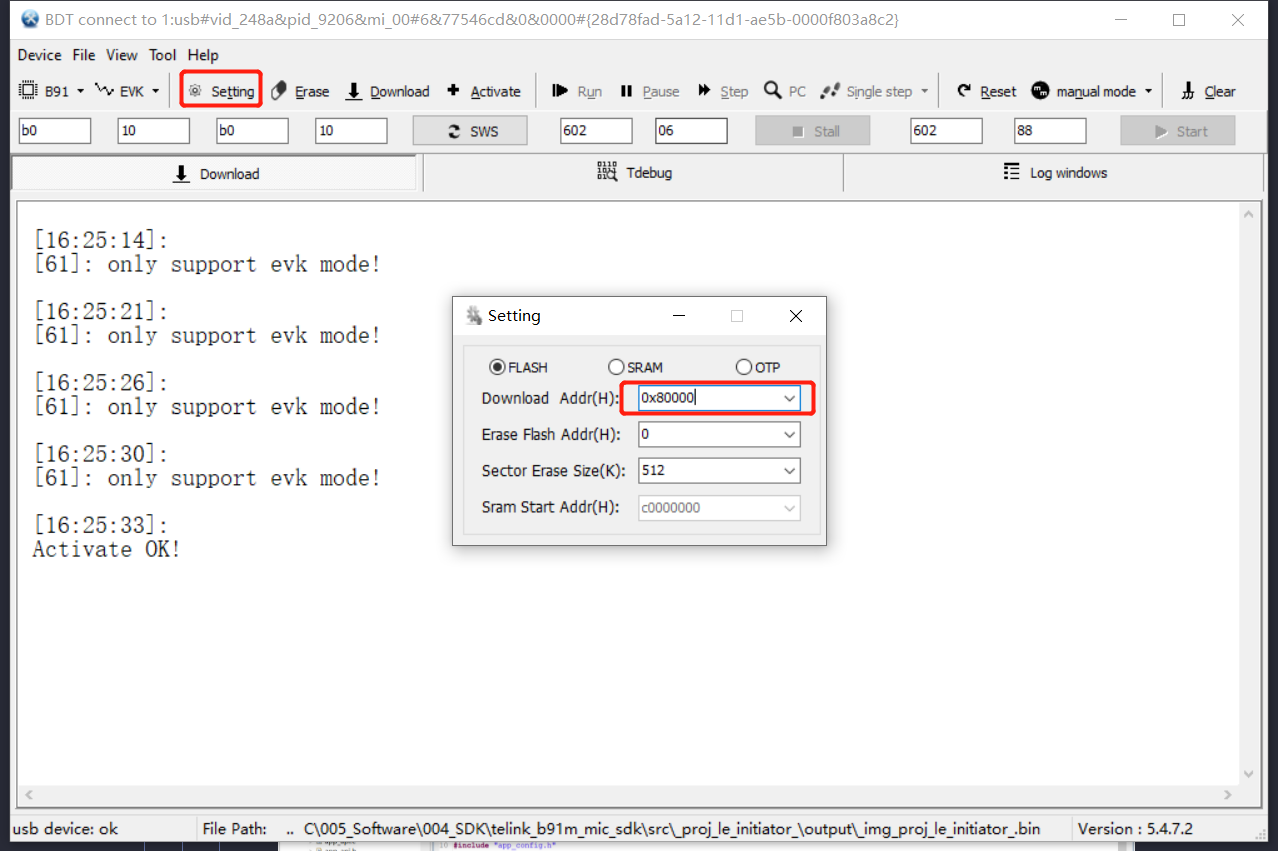 BDT connect to 1:usb#vid_248a&pid_9206&mi_00#6&77546cd&0&0000#{28d78fad-5a12-11d1-ae5b-0000f803a8c2}
Device File View Tool Help
B91 EVK Setting Erase Download Activate Run Pause Step PC Single step Reset manual mode Clear
b0 10 b0 10 SWS 602 06 Stall 602 88 Start
Download Tdebug Log windows
[16:25:14]:
[61]: only support evk mode!
[16:25:21]:
[61]: only support evk mode!
[16:25:26]:
[61]: only support evk mode!
[16:25:30]:
[61]: only support evk mode!
[16:25:33]:
Activate OK!
Setting
FLASH SRAM OTP
Download Addr(H): 0x80000
Erase Flash Addr(H): 0
Sector Erase Size(K): 512
Sram Start Addr(H): c0000000
usb device: ok File Path: .. C\005_Software\004_SDK\telink_b91m_mic_sdk\src\_proj_le_initiator_\output\_img_proj_le_initiator_.bin Version : 5.4.7.2
#include "app_config.h"